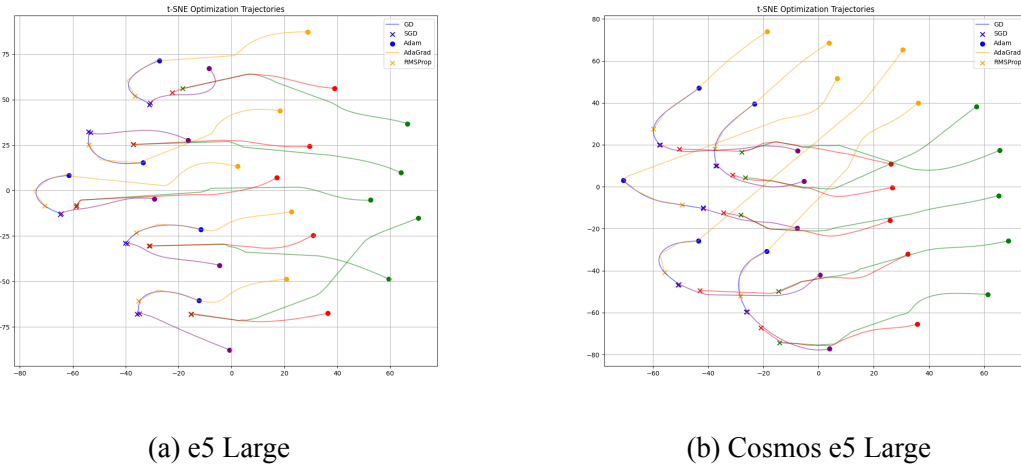 t-SNE Optimization Trajectories
GD
SGD
Adam
AdaGrad
RMSProp
75
50
25
0
−25
−50
−75
−80 −60 −40 −20 0 20 40 60
(a) e5 Large
t-SNE Optimization Trajectories
GD
SGD
Adam
AdaGrad
RMSProp
80
60
40
20
0
−20
−40
−60
−80
−60 −40 −20 0 20 40 60
(b) Cosmos e5 Large